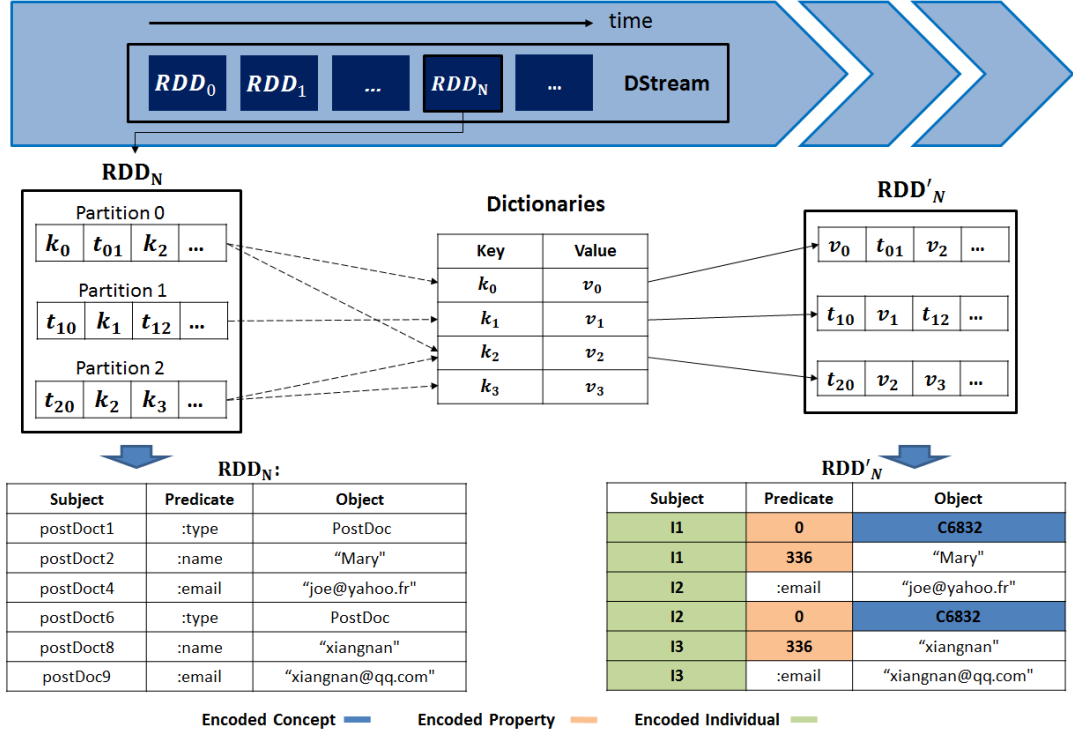 time
RDD0 RDD1 ... RDDN ... DStream
RDDN
Partition 0
k0 t01 k2 ...
Partition 1
t10 k1 t12 ...
Partition 2
t20 k2 k3 ...
Dictionaries
Key Value
k0 v0
k1 v1
k2 v2
k3 v3
RDD'N
v0 t01 v2 ...
t10 v1 t12 ...
t20 v2 v3 ...
RDDN:
Subject Predicate Object
postDoct1 :type PostDoc
postDoct2 :name “Mary"
postDoct4 :email “joe@yahoo.fr"
postDoct6 :type PostDoc
postDoct8 :name “xiangnan"
postDoc9 :email “xiangnan@qq.com"
RDD'N
Subject Predicate Object
I1 0 C6832
I1 336 “Mary"
I2 :email “joe@yahoo.fr"
I2 0 C6832
I3 336 “xiangnan"
I3 :email “xiangnan@qq.com"
Encoded Concept Encoded Property Encoded Individual